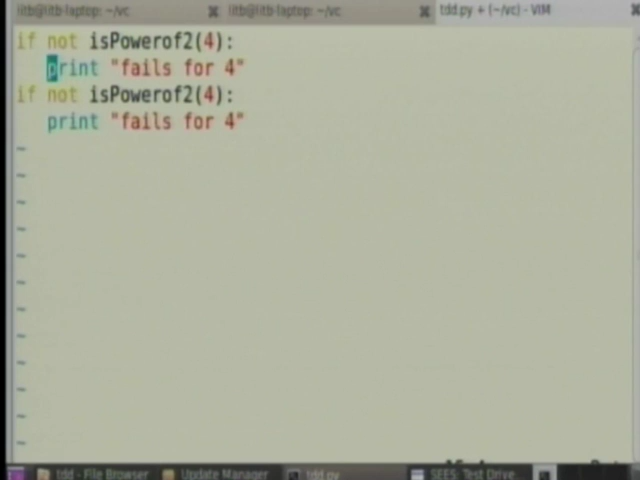 litb@litb-laptop: ~/vc litb@litb-laptop: ~/vc tdd.py + (~/vc) - VIM
if not isPowerof2(4):
print "fails for 4"
if not isPowerof2(4):
print "fails for 4"
~
~
~
~
~
~
~
~
~
~
~
~
tdd - File Browser Update Manager tdd.py SEES: Test Drive